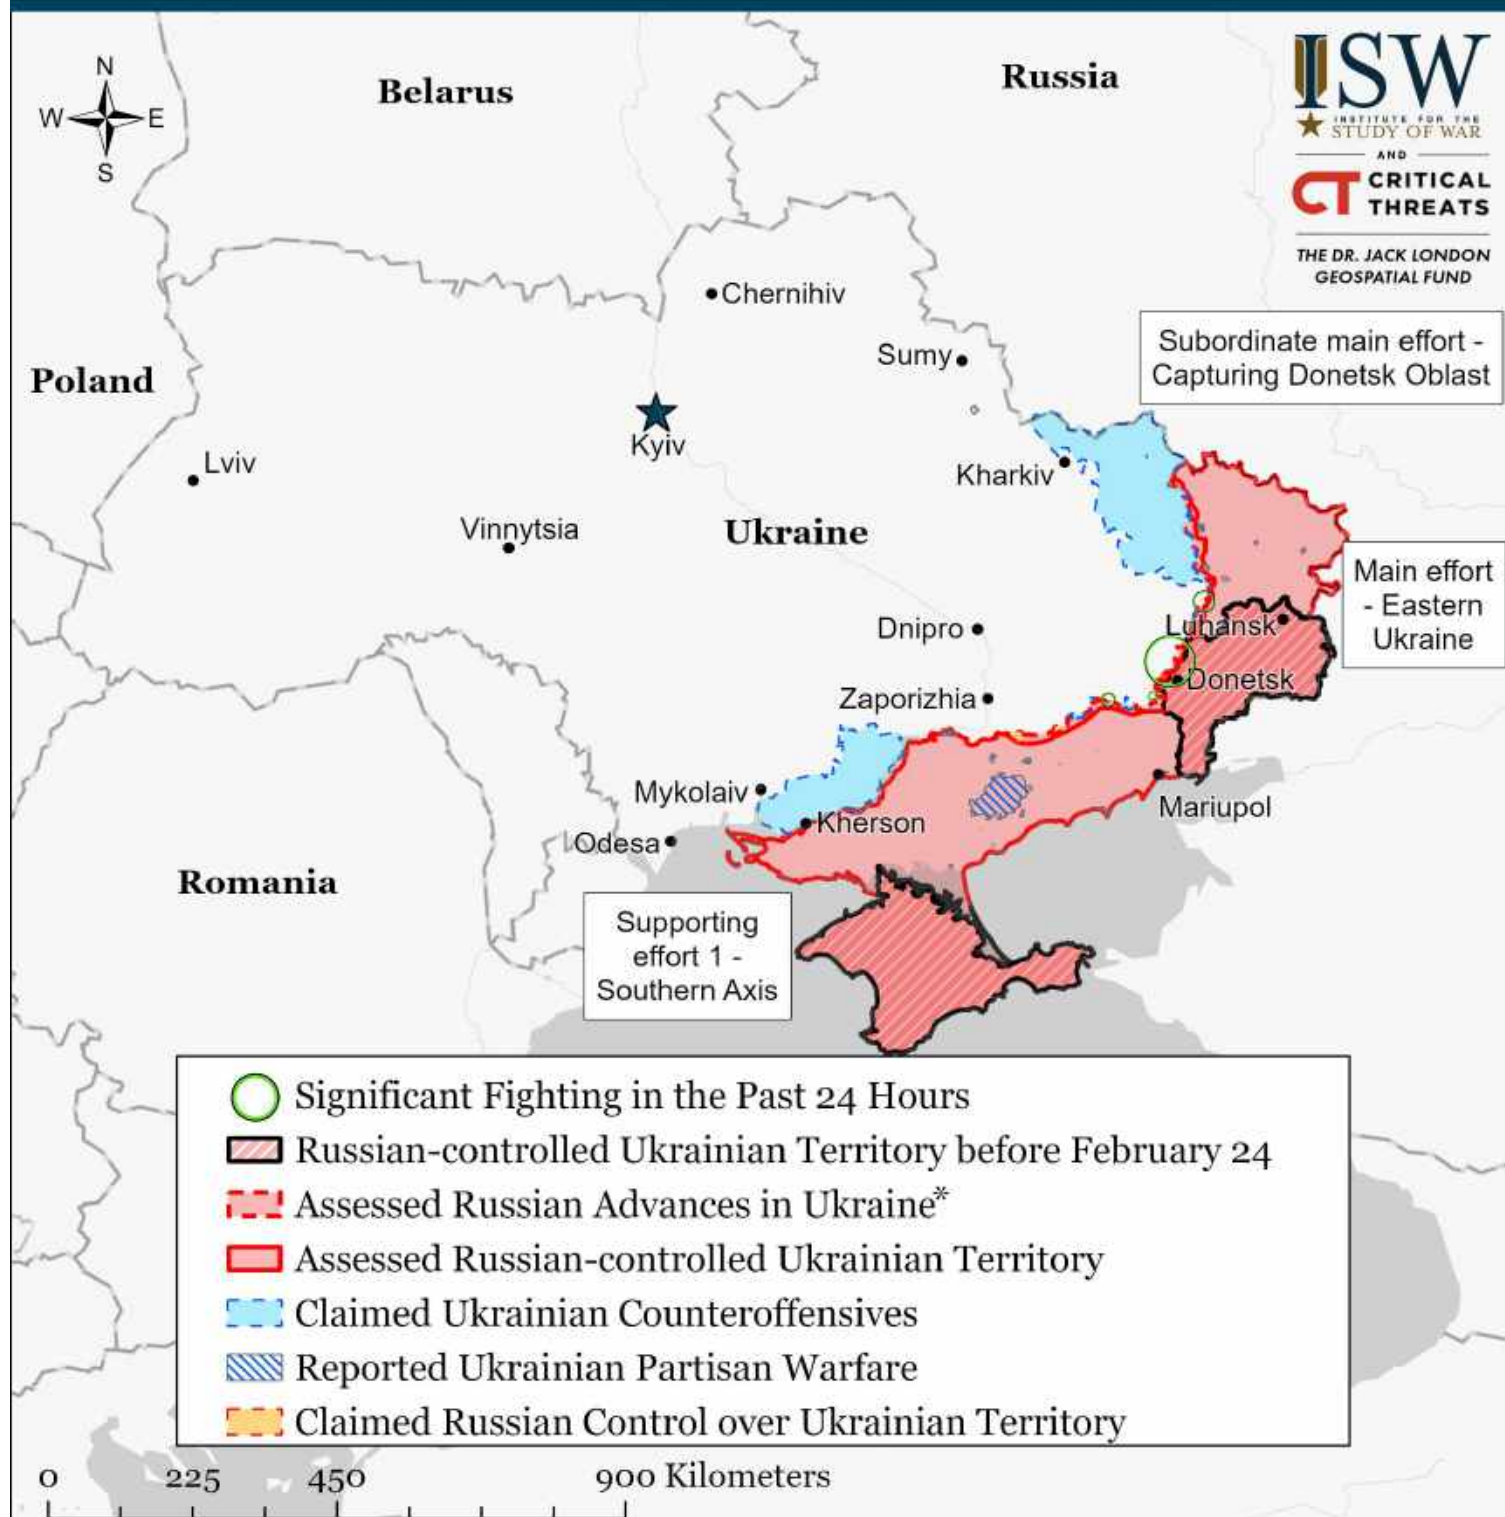 N
W E
S
Belarus
Russia
ISW
INSTITUTE FOR THE
STUDY OF WAR
AND
CT CRITICAL
THREATS
THE DR. JACK LONDON
GEOSPATIAL FUND
Chernihiv
Subordinate main effort -
Capturing Donetsk Oblast
Sumy
Poland
Kyiv
Lviv
Kharkiv
Vinnytsia
Ukraine
Main effort
- Eastern
Ukraine
Dnipro
Luhansk
Donetsk
Zaporizhia
Mykolaiv
Mariupol
Kherson
Odesa
Romania
Supporting
effort 1 -
Southern Axis
Significant Fighting in the Past 24 Hours
Russian-controlled Ukrainian Territory before February 24
Assessed Russian Advances in Ukraine*
Assessed Russian-controlled Ukrainian Territory
Claimed Ukrainian Counteroffensives
Reported Ukrainian Partisan Warfare
Claimed Russian Control over Ukrainian Territory
0 225 450 900 Kilometers